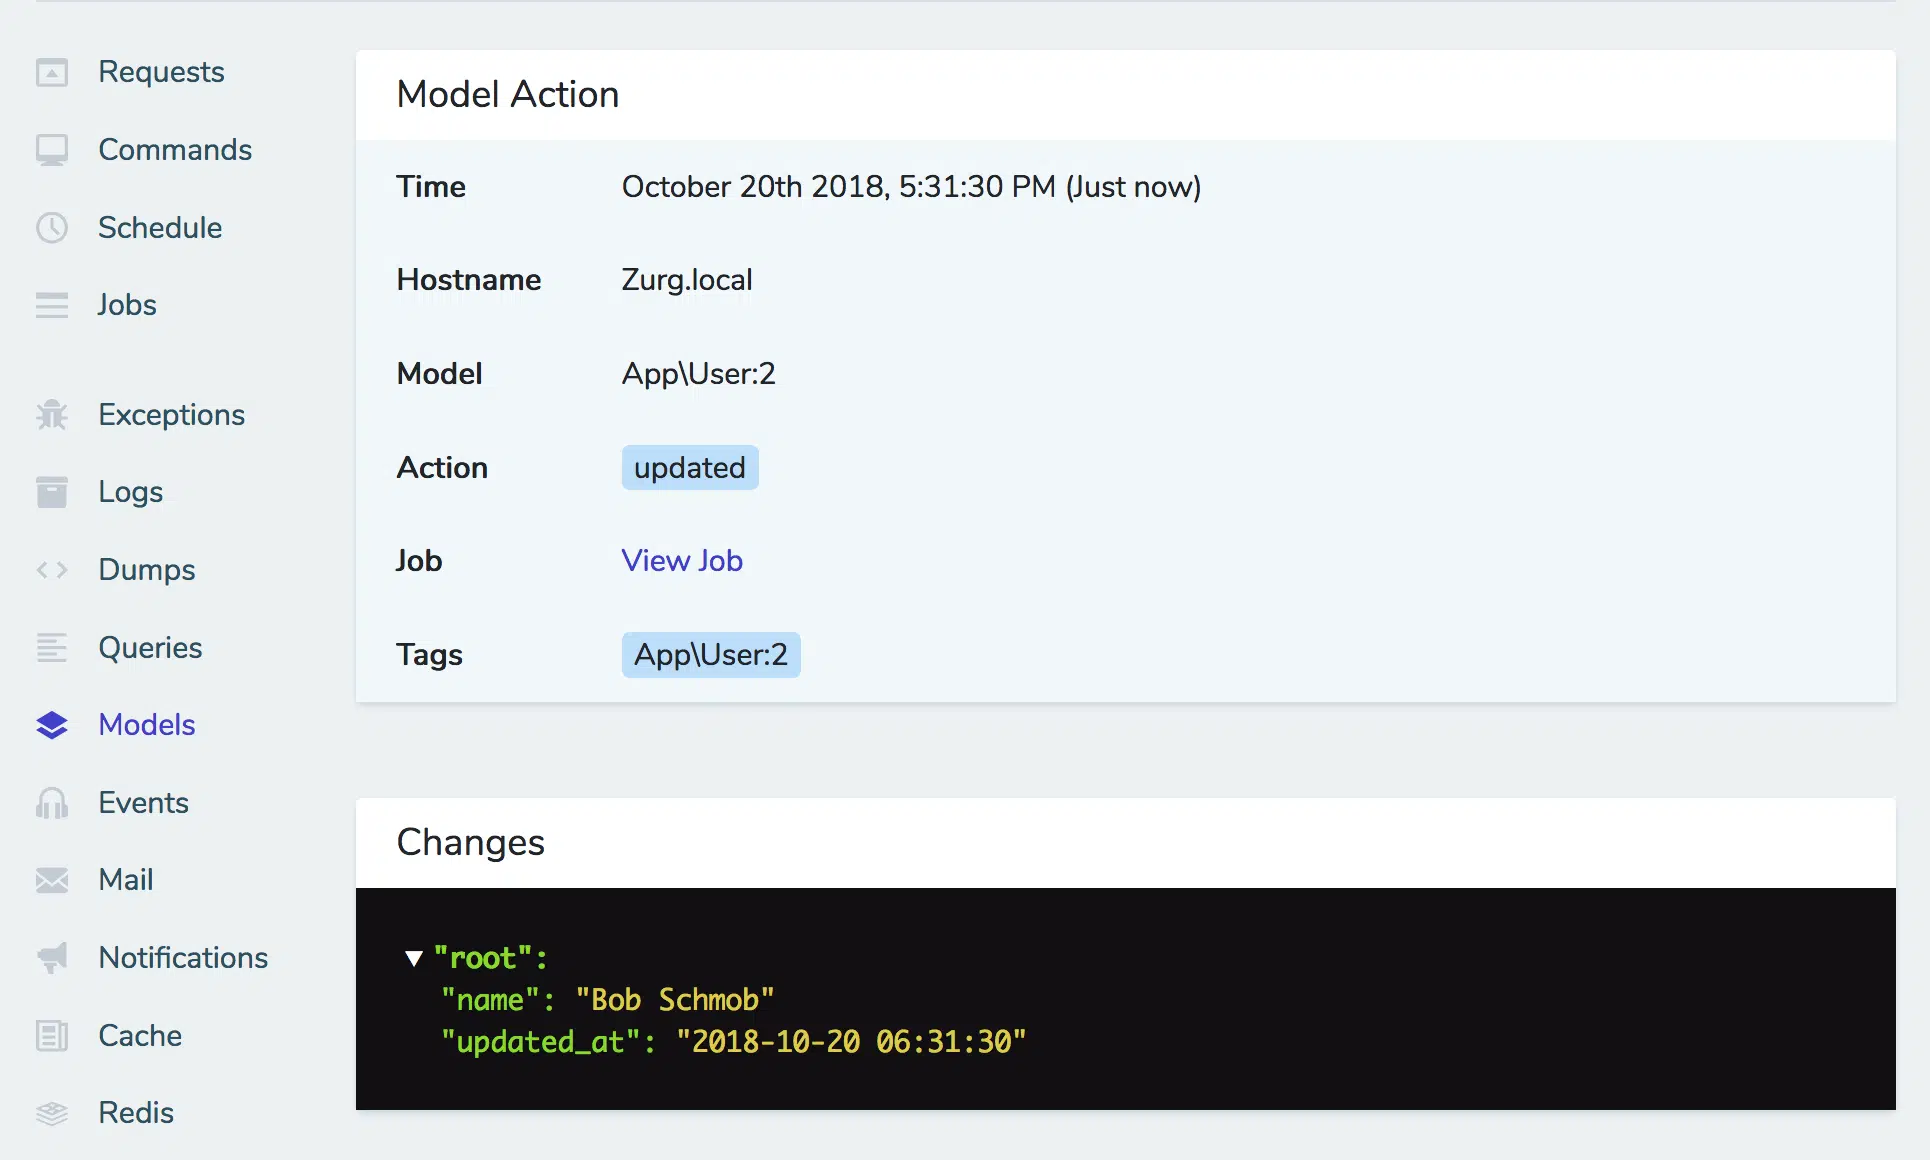 Requests
Commands
Schedule
Jobs
Exceptions
Logs
Dumps
Queries
Models
Events
Mail
Notifications
Cache
Redis
Model Action
Time October 20th 2018, 5:31:30 PM (Just now)
Hostname Zurg.local
Model App\User:2
Action updated
Job View Job
Tags App\User:2
Changes
▼ "root":
"name": "Bob Schmob"
"updated_at": "2018-10-20 06:31:30"